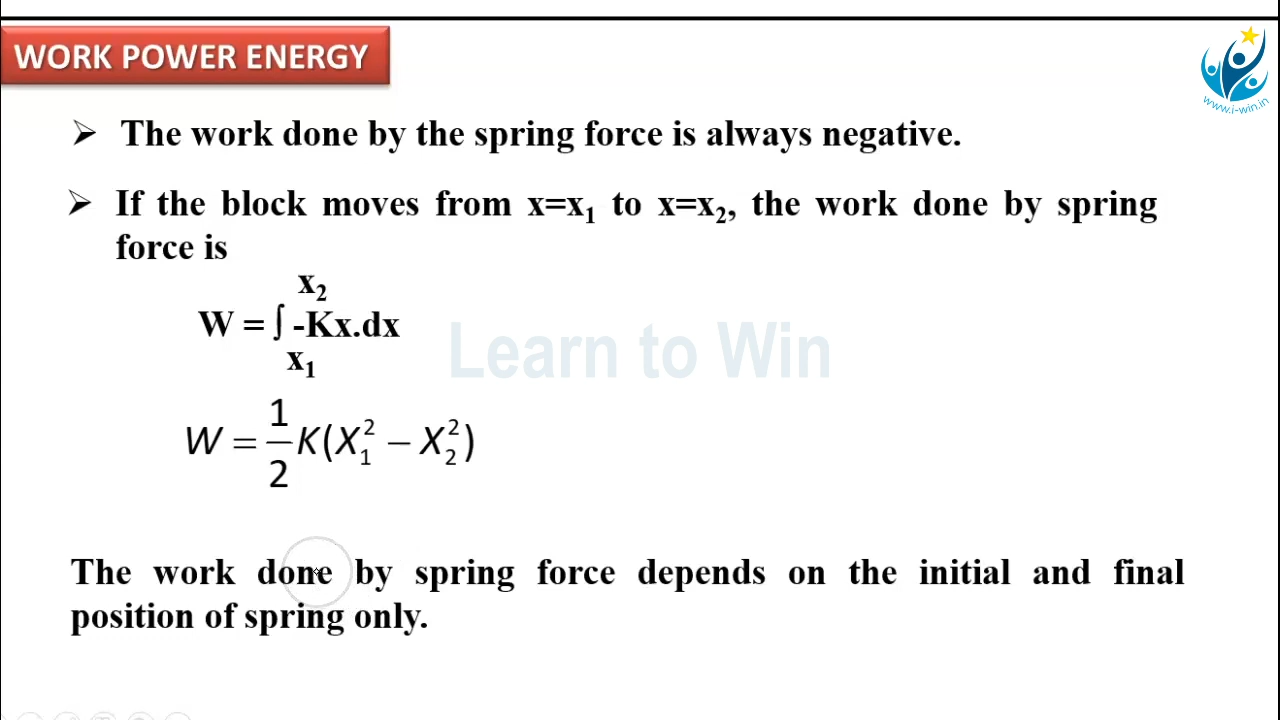 WORK POWER ENERGY
www.i-win.in
➢ The work done by the spring force is always negative.
➢ If the block moves from x=x₁ to x=x₂, the work done by spring
force is
x₂
W = ∫ -Kx.dx
x₁
W = 1/2 K(X₁² − X₂²)
Learn to Win
The work done by spring force depends on the initial and final
position of spring only.